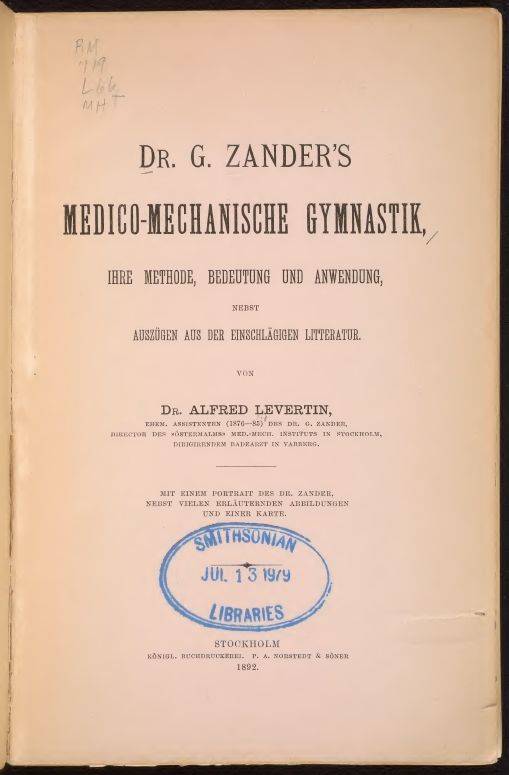 RM
719
L66
MHT
DR. G. ZANDER'S
MEDICO-MECHANISCHE GYMNASTIK,
IHRE METHODE, BEDEUTUNG UND ANWENDUNG,
NEBST
AUSZÜGEN AUS DER EINSCHLÄGIGEN LITTERATUR.
VON
DR. ALFRED LEVERTIN,
EHEM. ASSISTENTEN (1876—85) DES DR. G. ZANDER,
DIRECTOR DES »ÖSTERMALMS» MED.-MECH. INSTITUTS IN STOCKHOLM,
DIRIGIRENDEM BADEARZT IN VARBERG.
MIT EINEM PORTRAIT DES DR. ZANDER,
NEBST VIELEN ERLÄUTERNDEN ABBILDUNGEN
UND EINER KARTE.
SMITHSONIAN
JUL 13 1979
LIBRARIES
STOCKHOLM
KÖNIGL. BUCHDRUCKEREI. P. A. NORSTEDT & SÖNER
1892.